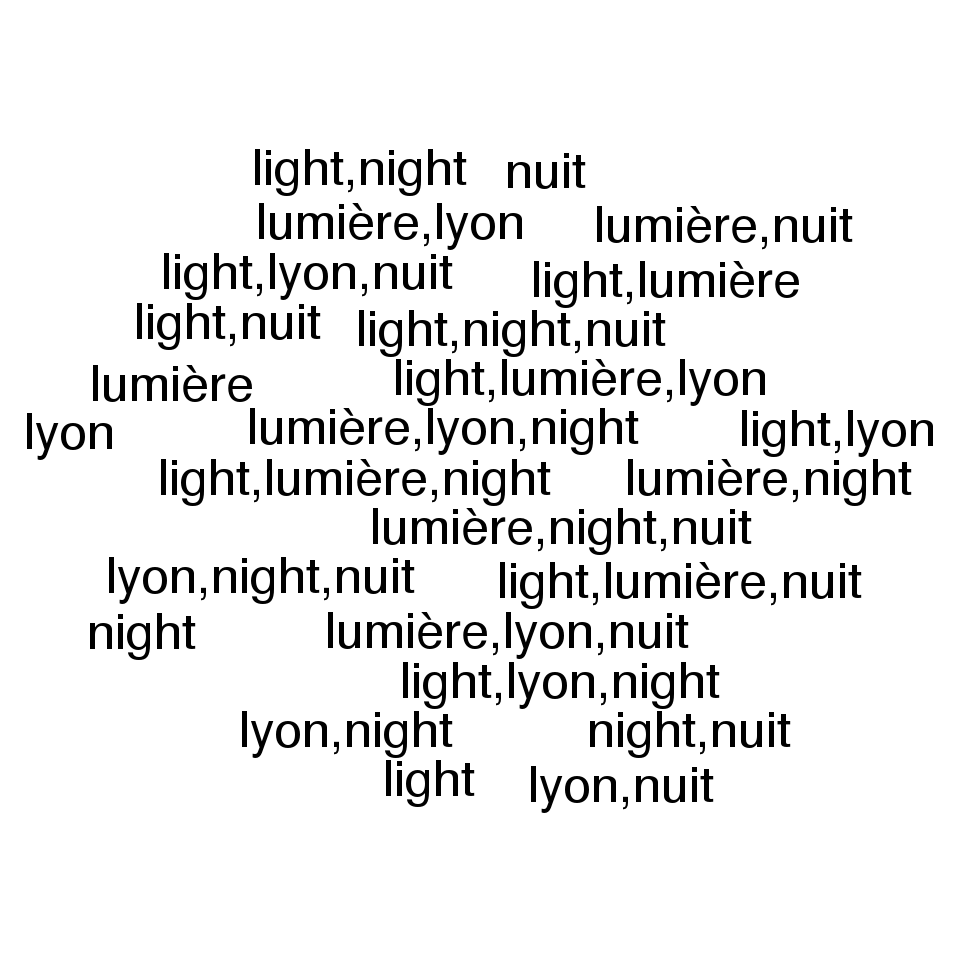 light,night nuit
lumière,lyon lumière,nuit
light,lyon,nuit light,lumière
light,nuit light,night,nuit
lumière light,lumière,lyon
lyon lumière,lyon,night light,lyon
light,lumière,night lumière,night
lumière,night,nuit
lyon,night,nuit light,lumière,nuit
night lumière,lyon,nuit
light,lyon,night
lyon,night night,nuit
light lyon,nuit